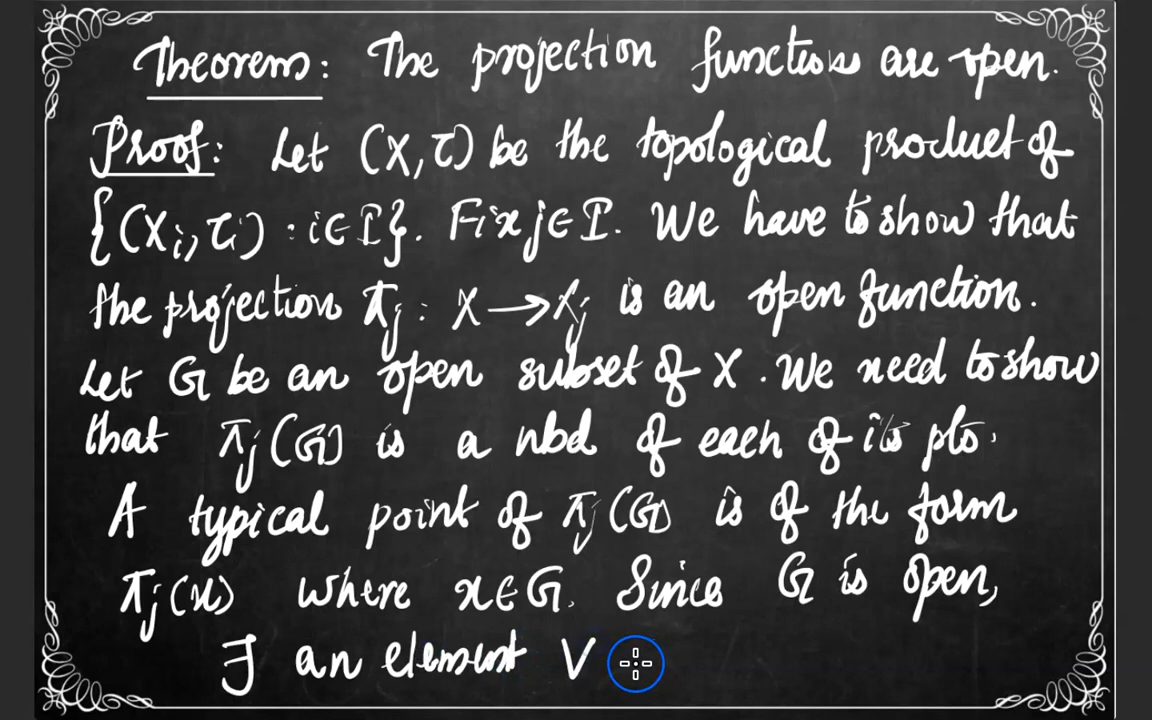 Theorem: The projection functions are open.
Proof: Let (X, τ) be the topological product of
{(Xi, τi) : i ∈ I}. Fix j ∈ I. We have to show that
the projection πj : X → Xj is an open function.
Let G be an open subset of X. We need to show
that πj(G) is a nbd of each of its pts.
A typical point of πj(G) is of the form
πj(x) where x ∈ G. Since G is open,
∃ an element V